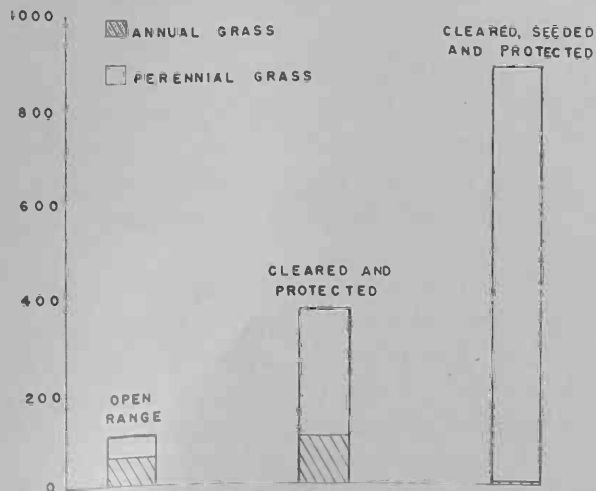 1000
ANNUAL GRASS
CLEARED, SEEDED
AND PROTECTED
PERENNIAL GRASS
800
600
CLEARED AND
PROTECTED
400
200
OPEN
RANGE
0